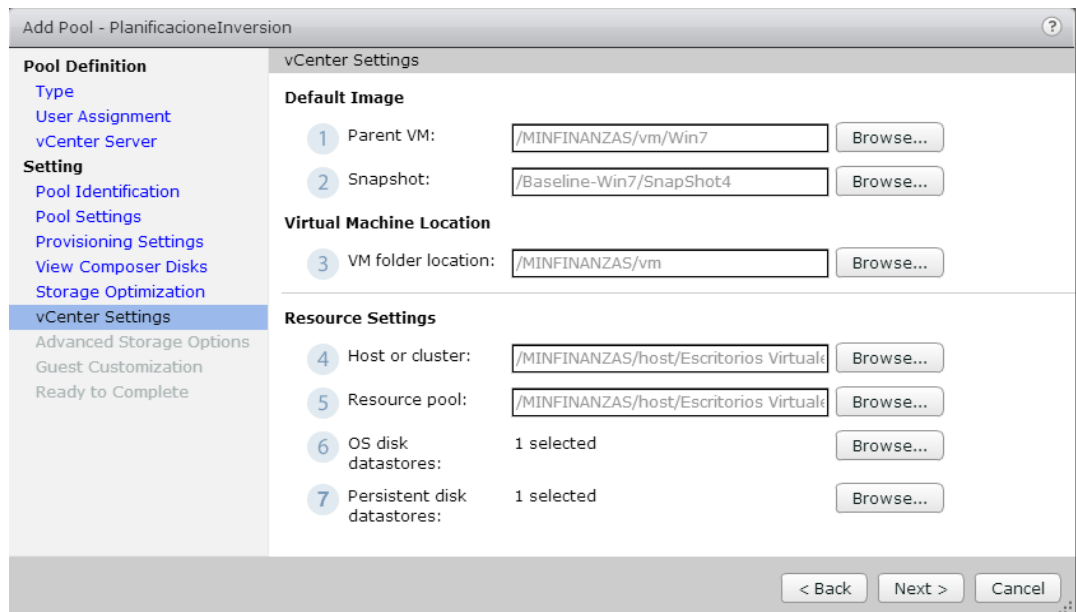 Add Pool - PlanificacioneInversion
?
Pool Definition
Type
User Assignment
vCenter Server
Setting
Pool Identification
Pool Settings
Provisioning Settings
View Composer Disks
Storage Optimization
vCenter Settings
Advanced Storage Options
Guest Customization
Ready to Complete
vCenter Settings
Default Image
1 Parent VM: /MINFINANZAS/vm/Win7 Browse...
2 Snapshot: /Baseline-Win7/SnapShot4 Browse...
Virtual Machine Location
3 VM folder location: /MINFINANZAS/vm Browse...
Resource Settings
4 Host or cluster: /MINFINANZAS/host/Escritorios Virtuale Browse...
5 Resource pool: /MINFINANZAS/host/Escritorios Virtuale Browse...
6 OS disk 1 selected Browse...
datastores:
7 Persistent disk 1 selected Browse...
datastores:
< Back Next > Cancel